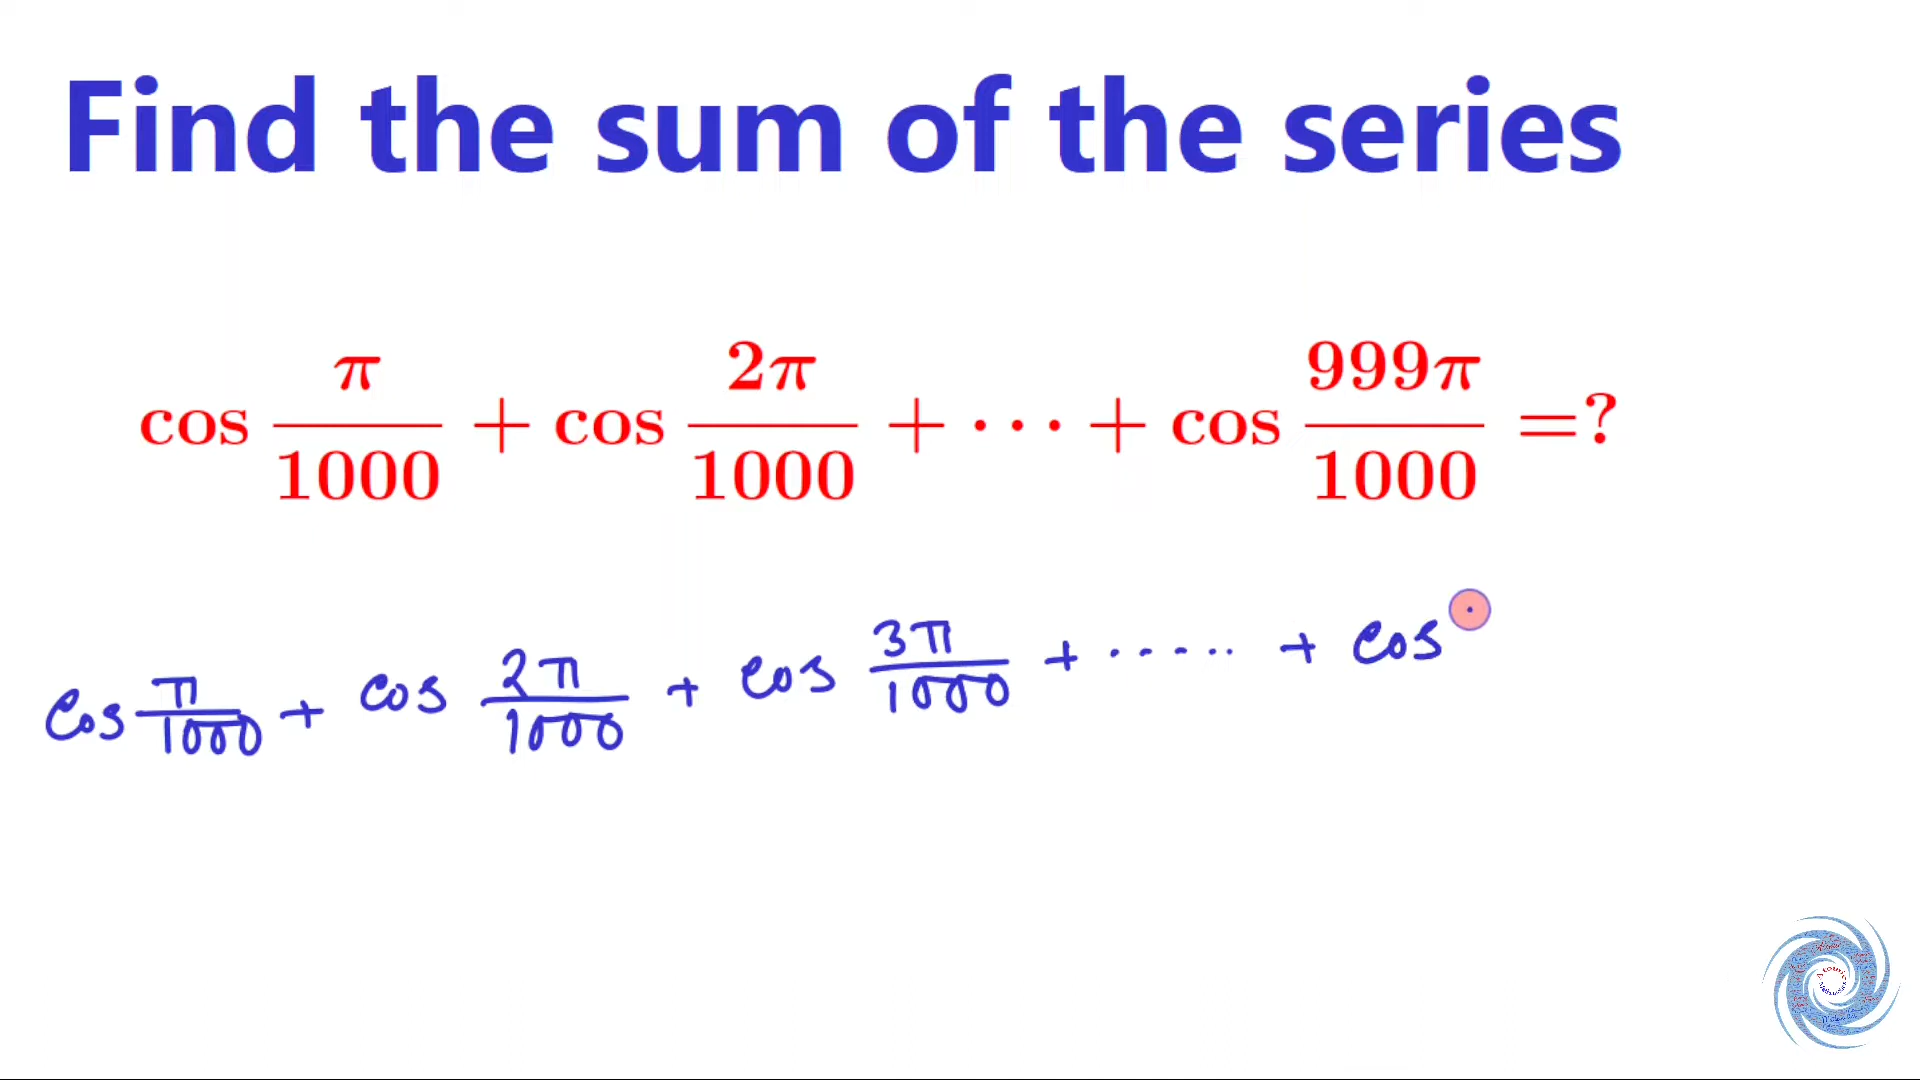 Find the sum of the series
cos π/1000 + cos 2π/1000 + ⋯ + cos 999π/1000 =?
cos π/1000 + cos 2π/1000 + cos 3π/1000 + ....... + cos